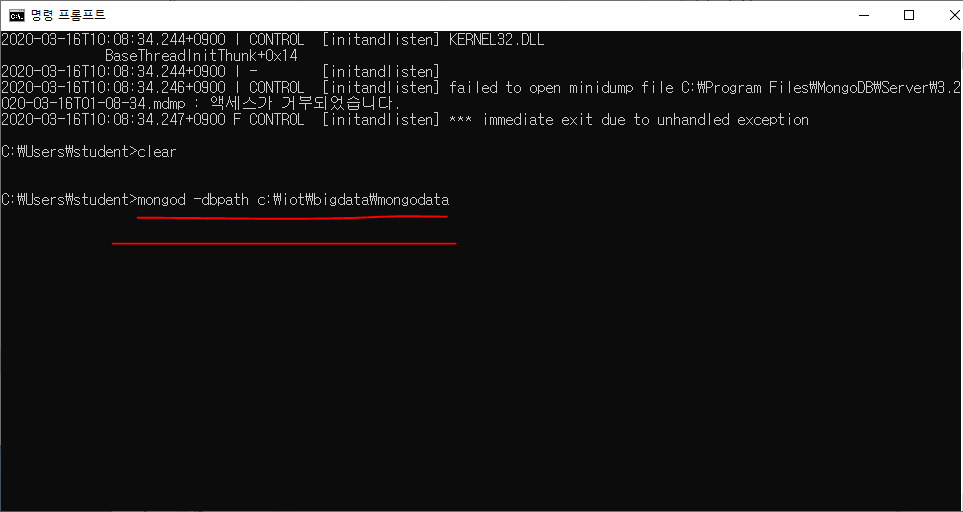 명령 프롬프트
2020-03-16T10:08:34.244+0900 I CONTROL  [initandlisten] KERNEL32.DLL
BaseThreadInitThunk+0x14
2020-03-16T10:08:34.244+0900 I -        [initandlisten]
2020-03-16T10:08:34.246+0900 I CONTROL  [initandlisten] failed to open minidump file C:₩Program Files₩MongoDB₩Server₩3.2
020-03-16T01-08-34.mdmp : 액세스가 거부되었습니다.
2020-03-16T10:08:34.247+0900 F CONTROL  [initandlisten] *** immediate exit due to unhandled exception
C:₩Users₩student>clear
C:₩Users₩student>mongod -dbpath c:₩iot₩bigdata₩mongodata